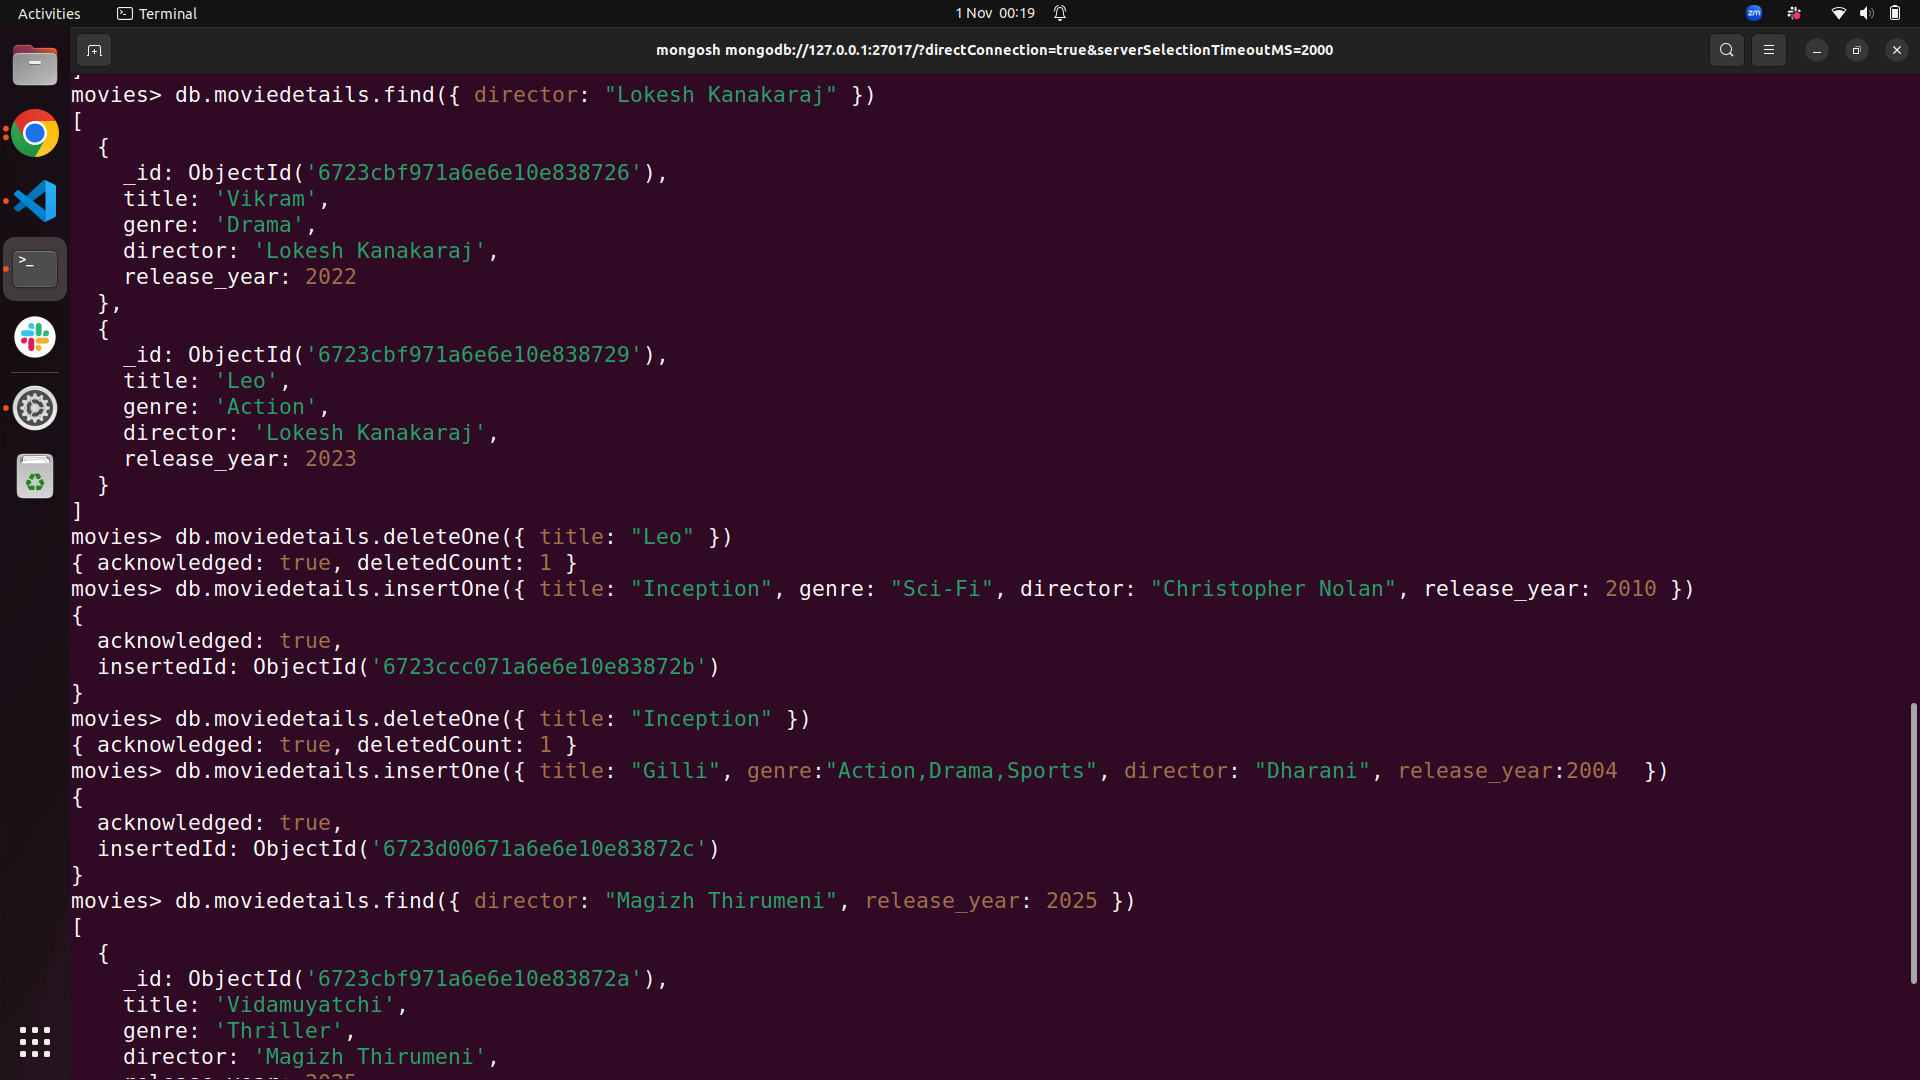 Activities
Terminal
1 Nov 00:19
zm
mongosh mongodb://127.0.0.1:27017/?directConnection=true&serverSelectionTimeoutMS=2000
]
movies> db.moviedetails.find({ director: "Lokesh Kanakaraj" })
[
  {
    _id: ObjectId('6723cbf971a6e6e10e838726'),
    title: 'Vikram',
    genre: 'Drama',
    director: 'Lokesh Kanakaraj',
    release_year: 2022
  },
  {
    _id: ObjectId('6723cbf971a6e6e10e838729'),
    title: 'Leo',
    genre: 'Action',
    director: 'Lokesh Kanakaraj',
    release_year: 2023
  }
]
movies> db.moviedetails.deleteOne({ title: "Leo" })
{ acknowledged: true, deletedCount: 1 }
movies> db.moviedetails.insertOne({ title: "Inception", genre: "Sci-Fi", director: "Christopher Nolan", release_year: 2010 })
{
  acknowledged: true,
  insertedId: ObjectId('6723ccc071a6e6e10e83872b')
}
movies> db.moviedetails.deleteOne({ title: "Inception" })
{ acknowledged: true, deletedCount: 1 }
movies> db.moviedetails.insertOne({ title: "Gilli", genre:"Action,Drama,Sports", director: "Dharani", release_year:2004  })
{
  acknowledged: true,
  insertedId: ObjectId('6723d00671a6e6e10e83872c')
}
movies> db.moviedetails.find({ director: "Magizh Thirumeni", release_year: 2025 })
[
  {
    _id: ObjectId('6723cbf971a6e6e10e83872a'),
    title: 'Vidamuyatchi',
    genre: 'Thriller',
    director: 'Magizh Thirumeni',
    release_year: 2025